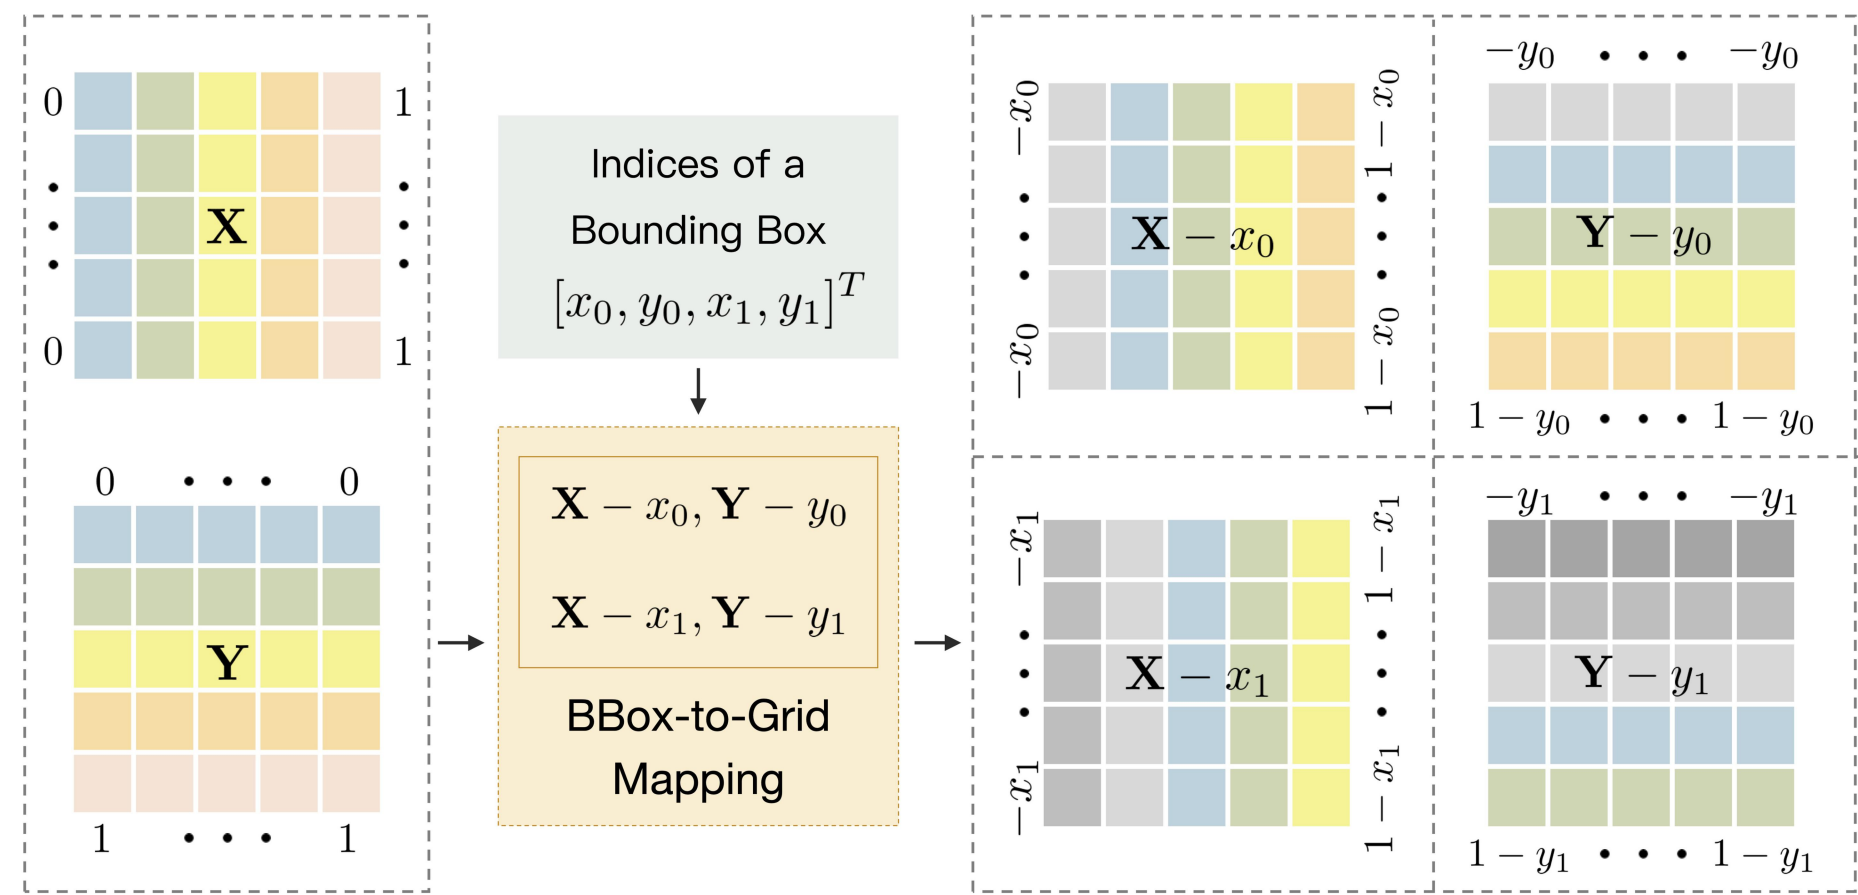 0 1
X
0 1
0 . . . 0
Y
1 . . . 1
Indices of a
Bounding Box
[x₀, y₀, x₁, y₁]ᵀ
X − x₀, Y − y₀
X − x₁, Y − y₁
BBox-to-Grid
Mapping
−x₀ 1 − x₀
X − x₀
−x₀ 1 − x₀
−y₀ . . . −y₀
Y − y₀
1 − y₀ . . . 1 − y₀
−x₁ 1 − x₁
X − x₁
−x₁ 1 − x₁
−y₁ . . . −y₁
Y − y₁
1 − y₁ . . . 1 − y₁